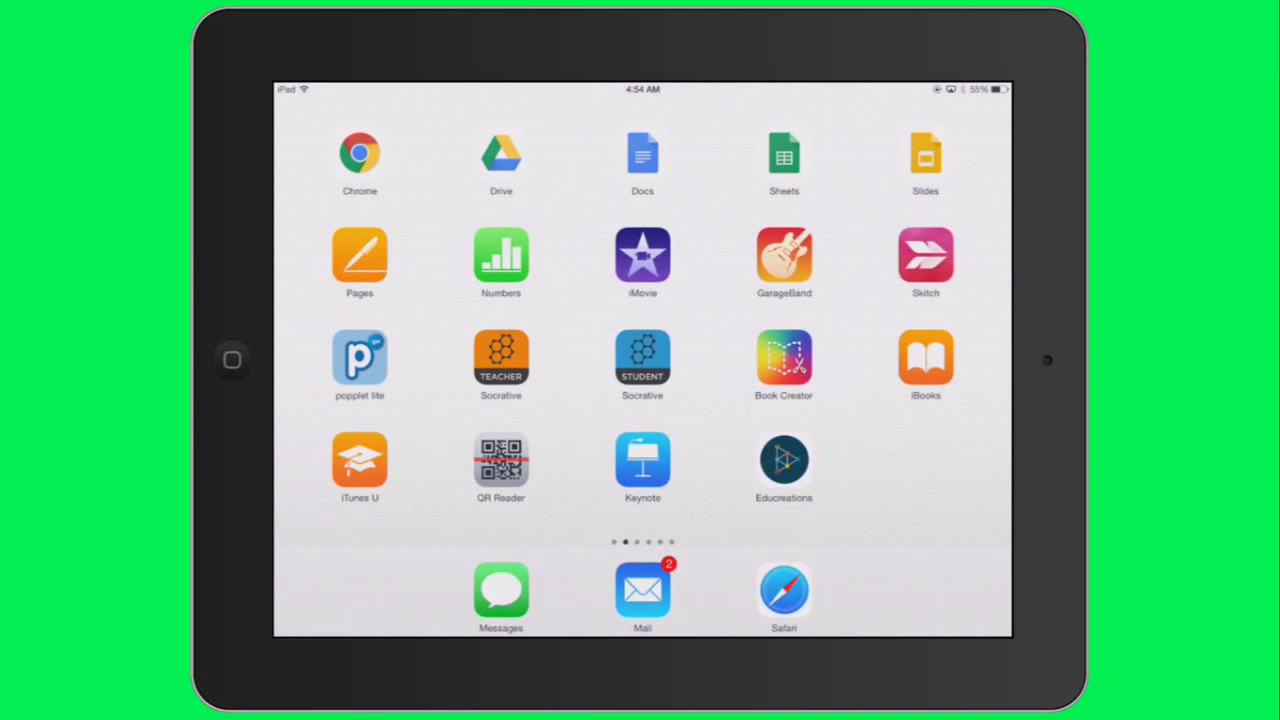 iPad 4:54 AM 55%
Chrome Drive Docs Sheets Slides
Pages Numbers iMovie GarageBand Skitch
p
TEACHER STUDENT
popplet lite Socrative Socrative Book Creator iBooks
iTunes U QR Reader Keynote Educreations
2
Messages Mail Safari